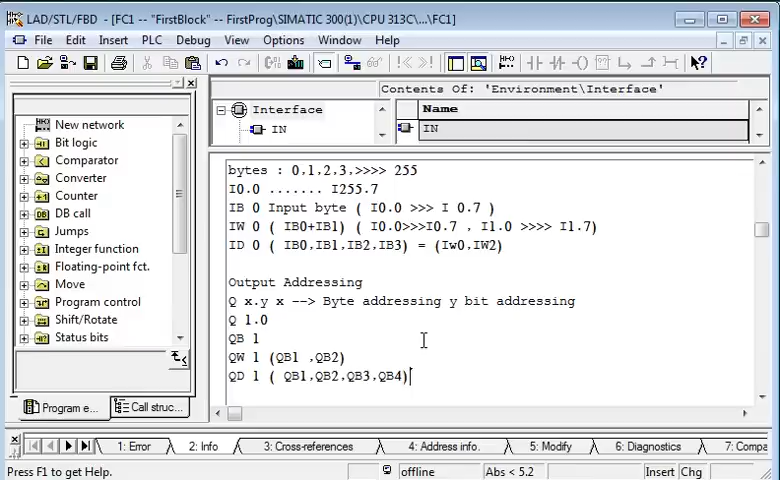 LAD/STL/FBD - [FC1 -- "FirstBlock" -- FirstProg\SIMATIC 300(1)\CPU 313C\...\FC1]
File Edit Insert PLC Debug View Options Window Help
Contents Of: 'Environment\Interface'
Interface
IN
Name
IN
New network
Bit logic
Comparator
Converter
Counter
DB call
Jumps
Integer function
Floating-point fct.
Move
Program control
Shift/Rotate
Status bits
Program e...
Call struc...
bytes : 0,1,2,3,>>>> 255
I0.0 ....... I255.7
IB 0 Input byte ( I0.0 >>> I 0.7 )
IW 0 ( IB0+IB1) ( I0.0>>>I0.7 , I1.0 >>>> I1.7)
ID 0 ( IB0,IB1,IB2,IB3) = (Iw0,IW2)
Output Addressing
Q x.y x --> Byte addressing y bit addressing
Q 1.0
QB 1
QW 1 (QB1 ,QB2)
QD 1 ( QB1,QB2,QB3,QB4)
1: Error 2: Info 3: Cross-references 4: Address info. 5: Modify 6: Diagnostics 7: Compa
Press F1 to get Help. offline Abs < 5.2 Insert Chg